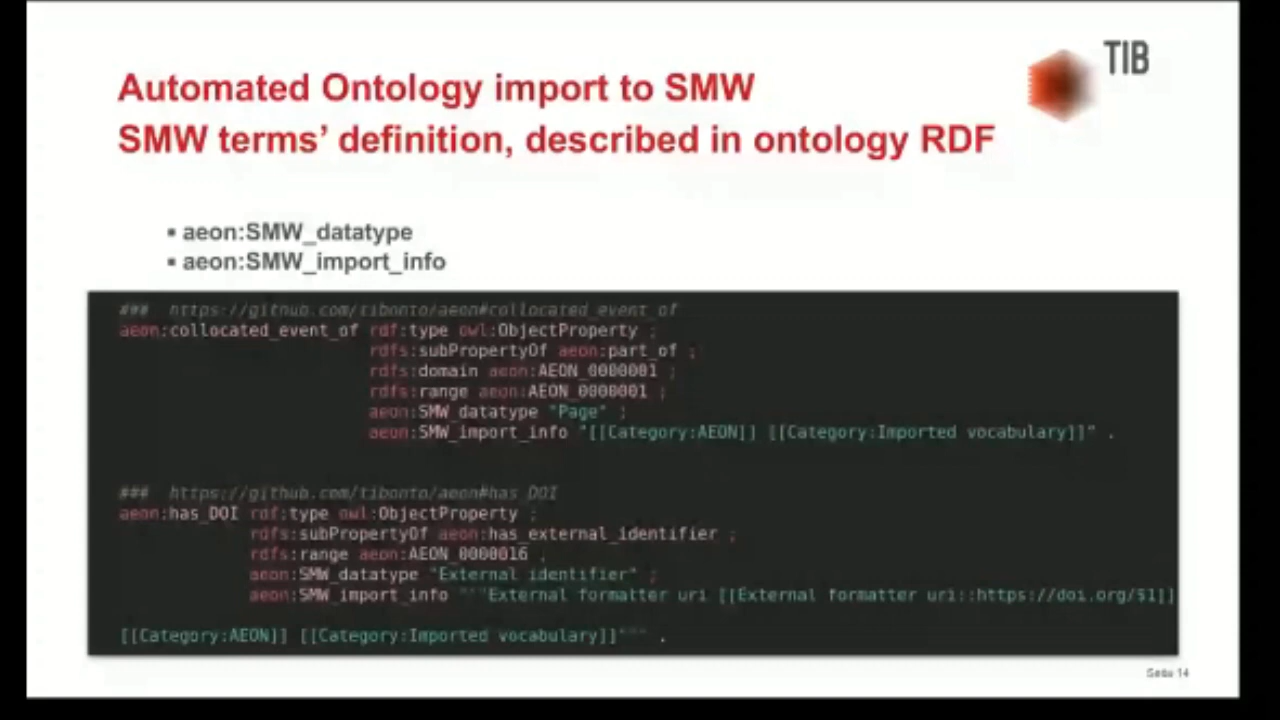 TIB
Automated Ontology import to SMW
SMW terms’ definition, described in ontology RDF
▪ aeon:SMW_datatype
▪ aeon:SMW_import_info
### https://github.com/tibonto/aeon#collocated_event_of
aeon:collocated_event_of rdf:type owl:ObjectProperty ;
rdfs:subPropertyOf aeon:part_of ;
rdfs:domain aeon:AEON_0000001 ;
rdfs:range aeon:AEON_0000001 ;
aeon:SMW_datatype "Page" ;
aeon:SMW_import_info "[[Category:AEON]] [[Category:Imported vocabulary]]" .
### https://github.com/tibonto/aeon#has_DOI
aeon:has_DOI rdf:type owl:ObjectProperty ;
rdfs:subPropertyOf aeon:has_external_identifier ;
rdfs:range aeon:AEON_0000016 ;
aeon:SMW_datatype "External identifier" ;
aeon:SMW_import_info """External formatter uri [[External formatter uri::https://doi.org/$1]]
[[Category:AEON]] [[Category:Imported vocabulary]]""" .
Seite 14